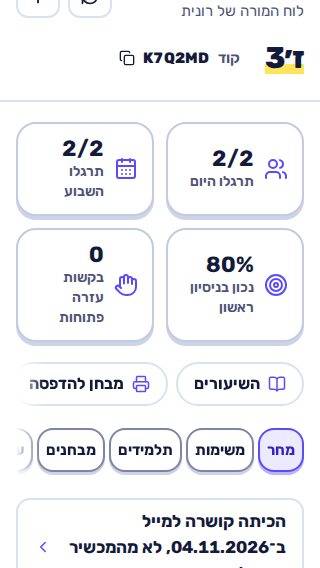 לוח המורה של רונית
ז׳3
קוד K7Q2MD
2/2
תרגלו היום
2/2
תרגלו
השבוע
80%
נכון בניסיון
ראשון
0
בקשות
עזרה
פתוחות
השיעורים
מבחן להדפסה
מחר
משימות
תלמידים
מבחנים
הכיתה קושרה למייל
ב־04.11.2026, לא מהמכשיר